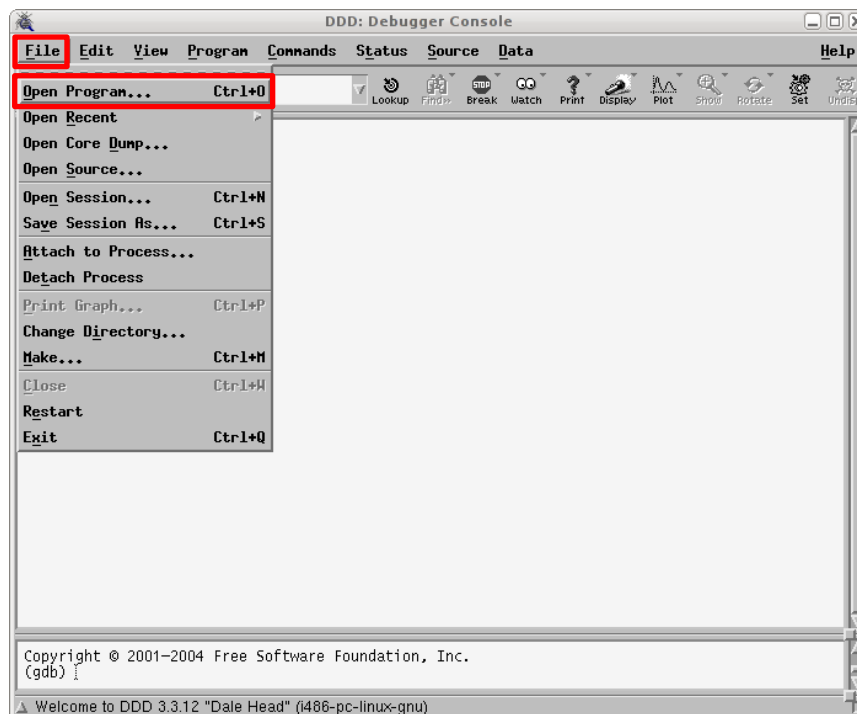 DDD: Debugger Console
File Edit View Program Commands Status Source Data Help
Open Program... Ctrl+O
Lookup Find» Break Watch Print Display Plot Show Rotate Set Undisp
Open Recent
Open Core Dump...
Open Source...
Open Session... Ctrl+N
Save Session As... Ctrl+S
Attach to Process...
Detach Process
Print Graph... Ctrl+P
Change Directory...
Make... Ctrl+M
Close Ctrl+W
Restart
Exit Ctrl+Q
Copyright © 2001-2004 Free Software Foundation, Inc.
(gdb)
Welcome to DDD 3.3.12 "Dale Head" (i486-pc-linux-gnu)